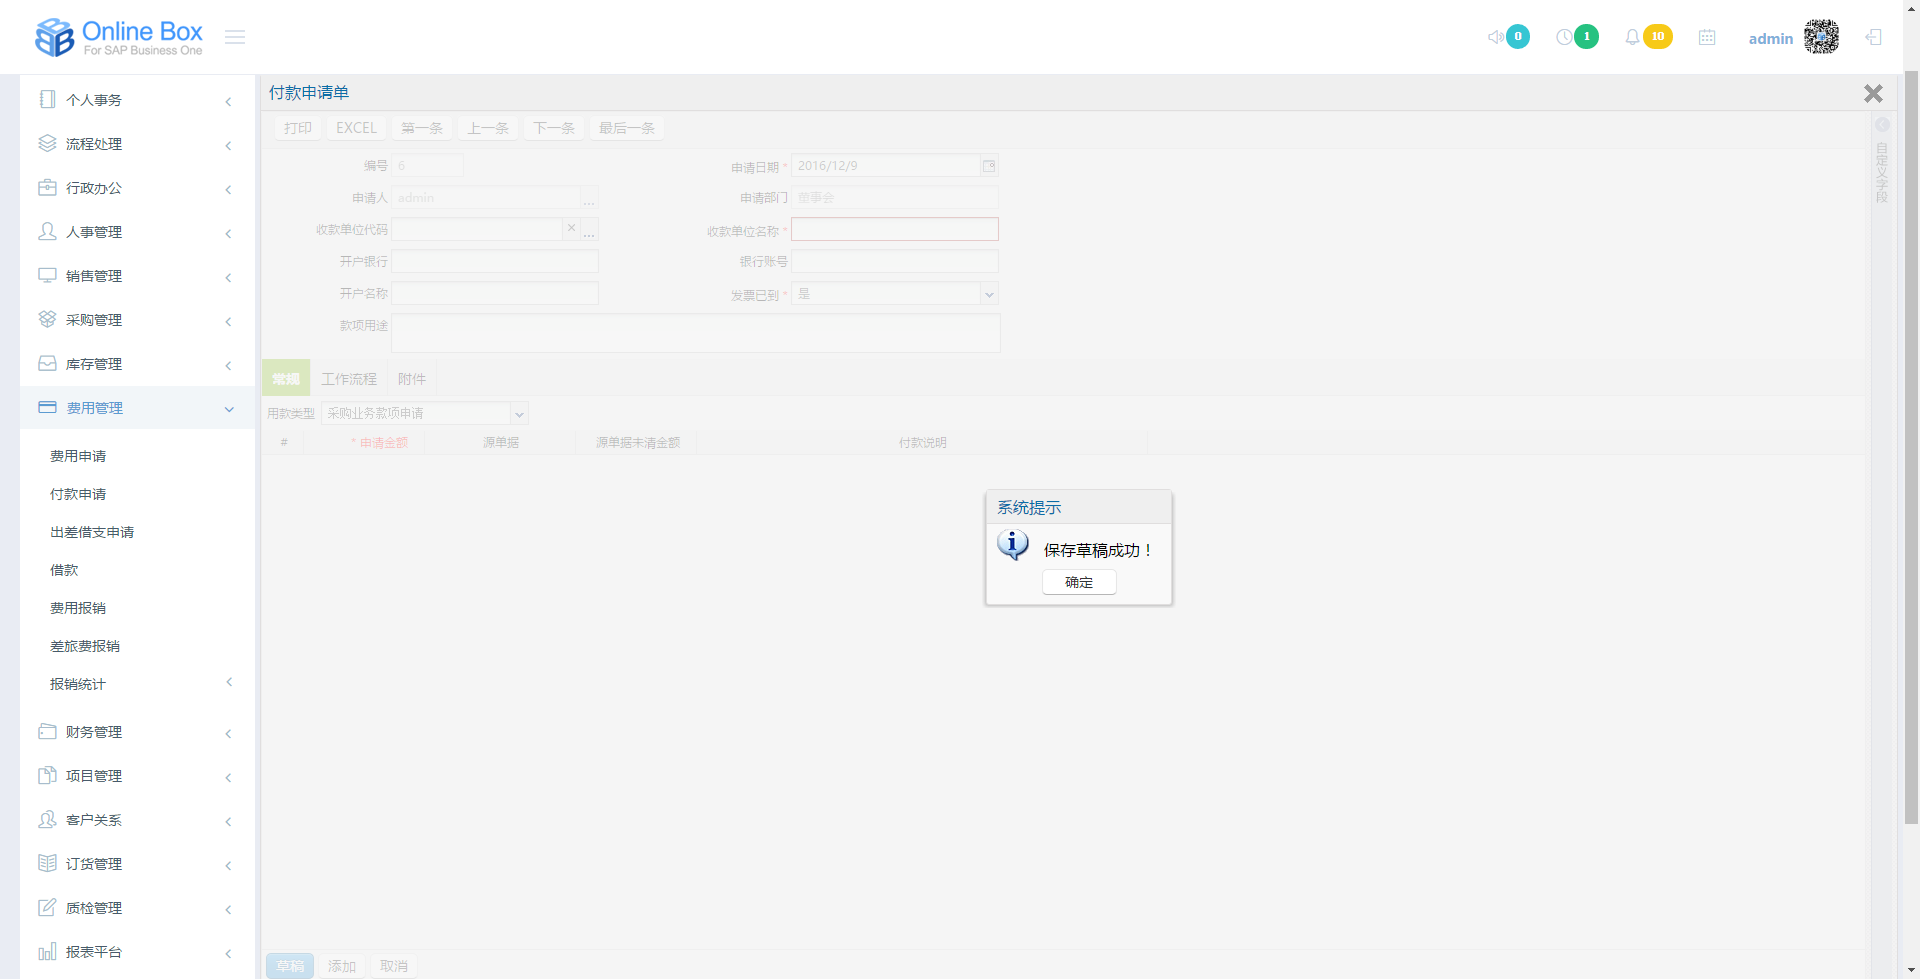 Online Box
For SAP Business One
0
1
10
admin
个人事务
流程处理
行政办公
人事管理
销售管理
采购管理
库存管理
费用管理
费用申请
付款申请
出差借支申请
借款
费用报销
差旅费报销
报销统计
财务管理
项目管理
客户关系
订货管理
质检管理
报表平台
付款申请单
打印 EXCEL 第一条 上一条 下一条 最后一条
编号 6 申请日期 * 2016/12/9
申请人 admin ... 申请部门 董事会
收款单位代码 × ... 收款单位名称 *
开户银行 银行账号
开户名称 发票已到 * 是
款项用途
常规 工作流程 附件
用款类型 采购业务款项申请
# * 申请金额 源单据 源单据未清金额 付款说明
系统提示
保存草稿成功！
确定
草稿 添加 取消
自定义字段